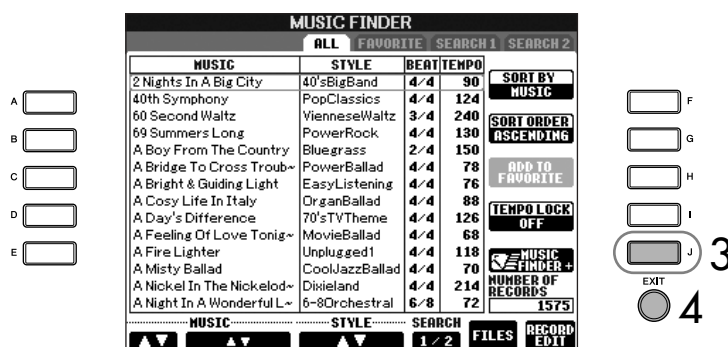 MUSIC FINDER
ALL FAVORITE SEARCH 1 SEARCH 2
MUSIC STYLE BEAT TEMPO
2 Nights In A Big City 40'sBigBand 4/4 90
40th Symphony PopClassics 4/4 124
60 Second Waltz VienneseWaltz 3/4 240
69 Summers Long PowerRock 4/4 130
A Boy From The Country Bluegrass 2/4 150
A Bridge To Cross Troub~ PowerBallad 4/4 78
A Bright & Guiding Light EasyListening 4/4 76
A Cosy Life In Italy OrganBallad 4/4 88
A Day's Difference 70'sTVTheme 4/4 126
A Feeling Of Love Tonig~ MovieBallad 4/4 68
A Fire Lighter Unplugged1 4/4 118
A Misty Ballad CoolJazzBallad 4/4 70
A Nickel In The Nickelod~ Dixieland 4/4 214
A Night In A Wonderful L~ 6-8Orchestral 6/8 72
SORT BY
MUSIC
SORT ORDER
ASCENDING
ADD TO
FAVORITE
TEMPO LOCK
OFF
MUSIC
FINDER +
NUMBER OF
RECORDS
1575
MUSIC STYLE SEARCH
1/2 FILES RECORD
EDIT
A
B
C
D
E
F
G
H
I
J 3
EXIT
4